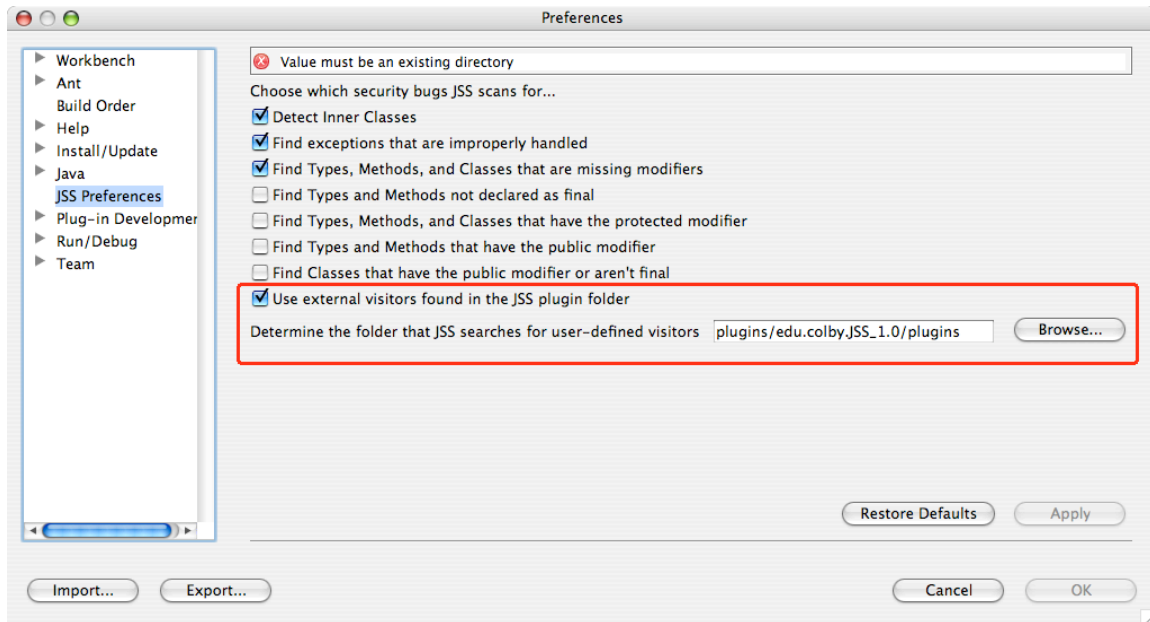 Preferences
Workbench
Ant
Build Order
Help
Install/Update
Java
JSS Preferences
Plug-in Developmer
Run/Debug
Team
Value must be an existing directory
Choose which security bugs JSS scans for...
Detect Inner Classes
Find exceptions that are improperly handled
Find Types, Methods, and Classes that are missing modifiers
Find Types and Methods not declared as final
Find Types, Methods, and Classes that have the protected modifier
Find Types and Methods that have the public modifier
Find Classes that have the public modifier or aren't final
Use external visitors found in the JSS plugin folder
Determine the folder that JSS searches for user-defined visitors plugins/edu.colby.JSS_1.0/plugins Browse...
Restore Defaults Apply
Import... Export... Cancel OK